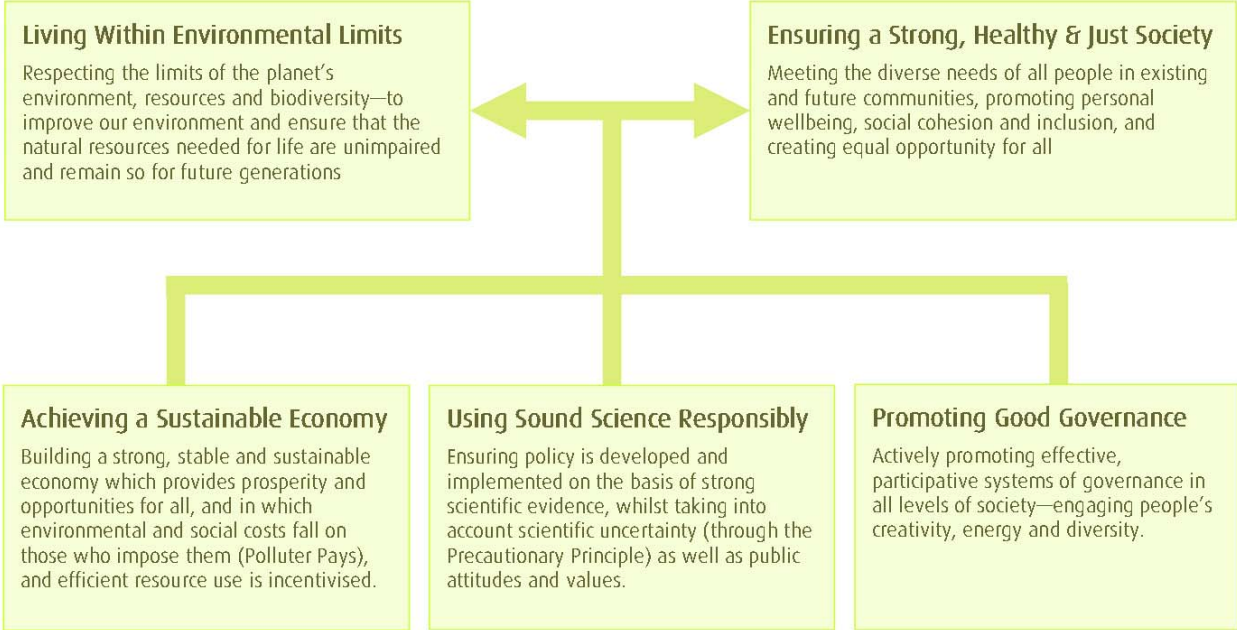 Living Within Environmental Limits
Respecting the limits of the planet's
environment, resources and biodiversity—to
improve our environment and ensure that the
natural resources needed for life are unimpaired
and remain so for future generations
Ensuring a Strong, Healthy & Just Society
Meeting the diverse needs of all people in existing
and future communities, promoting personal
wellbeing, social cohesion and inclusion, and
creating equal opportunity for all
Achieving a Sustainable Economy
Building a strong, stable and sustainable
economy which provides prosperity and
opportunities for all, and in which
environmental and social costs fall on
those who impose them (Polluter Pays),
and efficient resource use is incentivised.
Using Sound Science Responsibly
Ensuring policy is developed and
implemented on the basis of strong
scientific evidence, whilst taking into
account scientific uncertainty (through the
Precautionary Principle) as well as public
attitudes and values.
Promoting Good Governance
Actively promoting effective,
participative systems of governance in
all levels of society—engaging people's
creativity, energy and diversity.